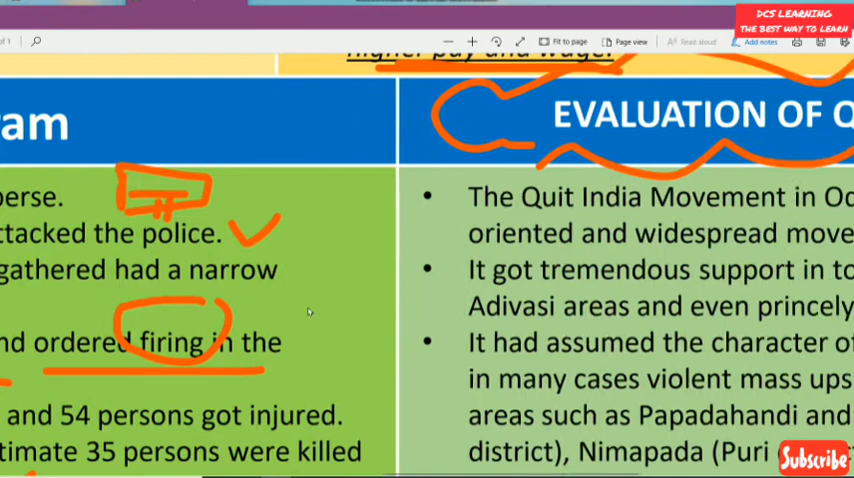 DCS LEARNING
THE BEST WAY TO LEARN
of 1
Fit to page
Page view
Read aloud
Add notes
higher pay and wage.
ram
EVALUATION OF Q
perse.
ttacked the police.
gathered had a narrow
nd ordered firing in the
and 54 persons got injured.
timate 35 persons were killed
• The Quit India Movement in Od
oriented and widespread move
• It got tremendous support in to
Adivasi areas and even princely
• It had assumed the character of
in many cases violent mass ups
areas such as Papadahandi and
district), Nimapada (Puri
Subscribe